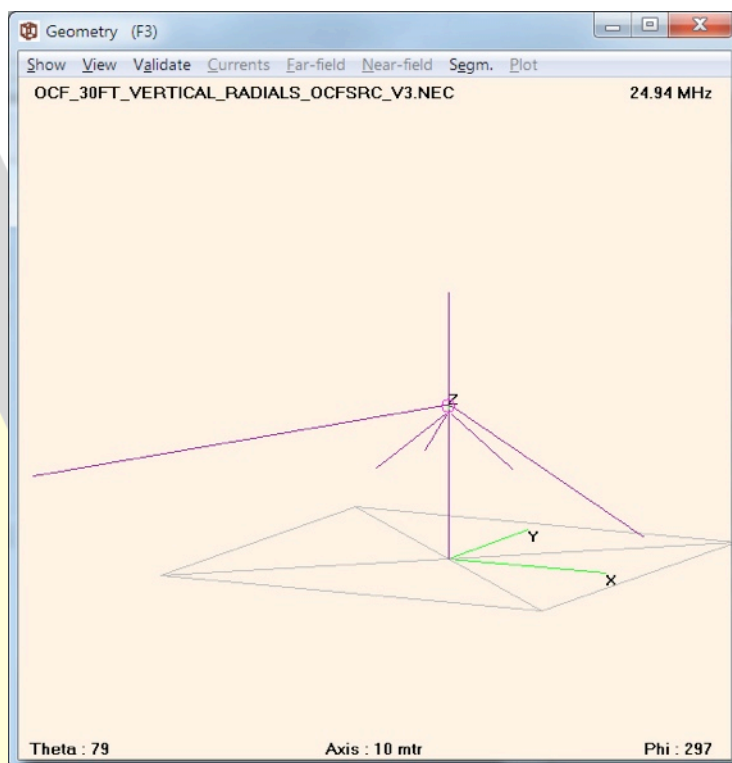 Geometry (F3)
Show View Validate Currents Far-field Near-field Segm. Plot
OCF_30FT_VERTICAL_RADIALS_OCFSRC_V3.NEC 24.94 MHz
Z
Y
X
Theta : 79 Axis : 10 mtr Phi : 297